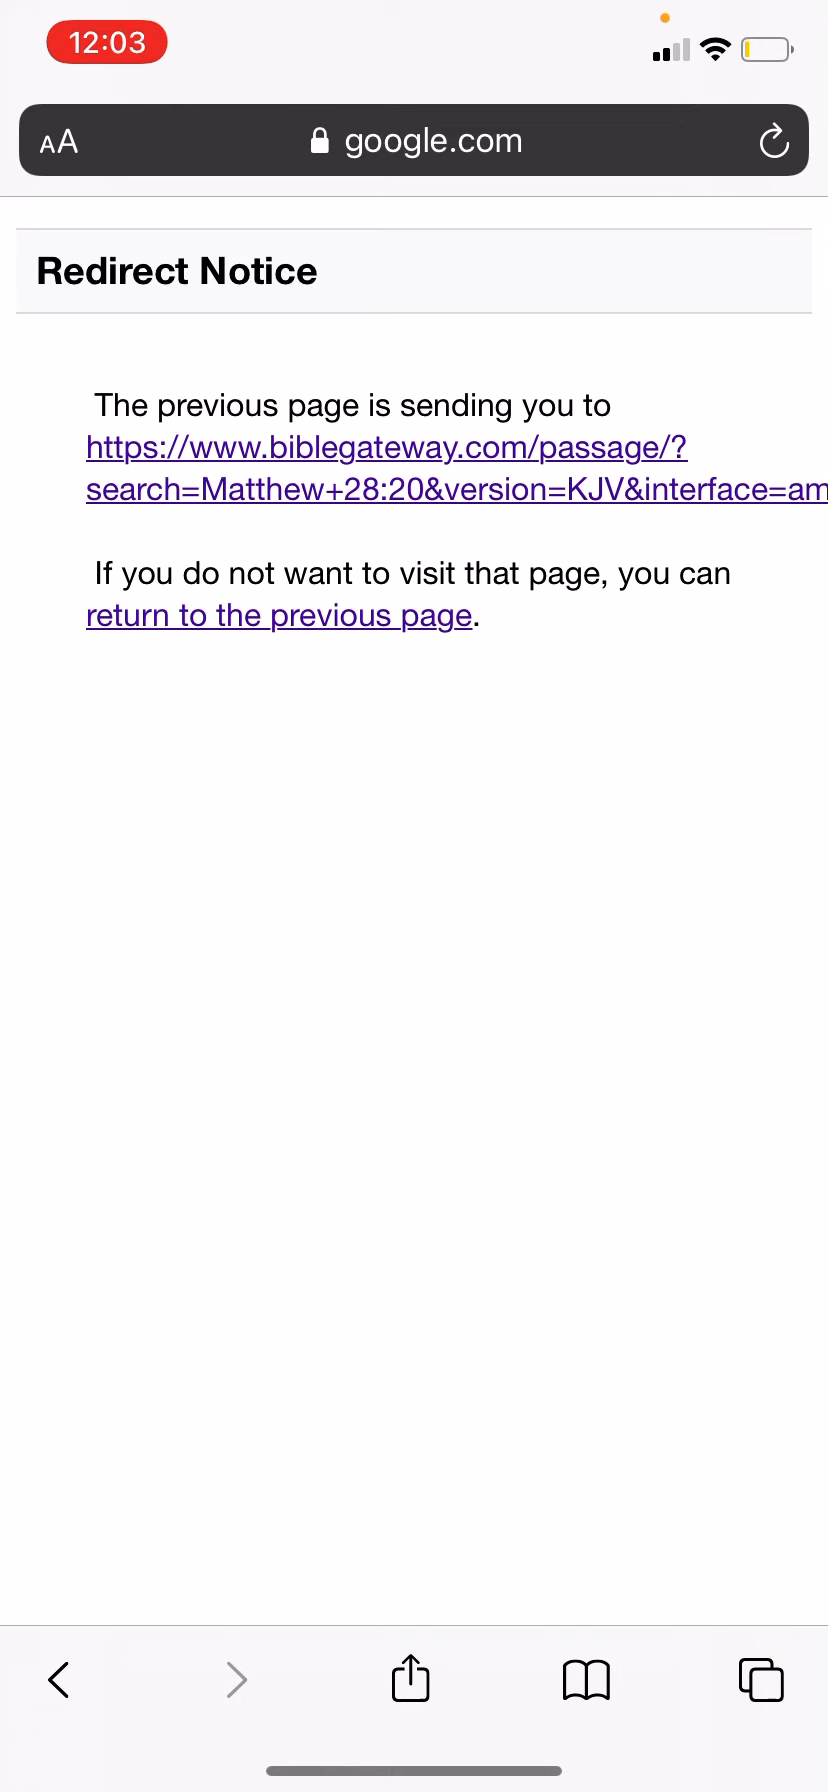 12:03
AA google.com
Redirect Notice
The previous page is sending you to
https://www.biblegateway.com/passage/?
search=Matthew+28:20&version=KJV&interface=am
If you do not want to visit that page, you can
return to the previous page.